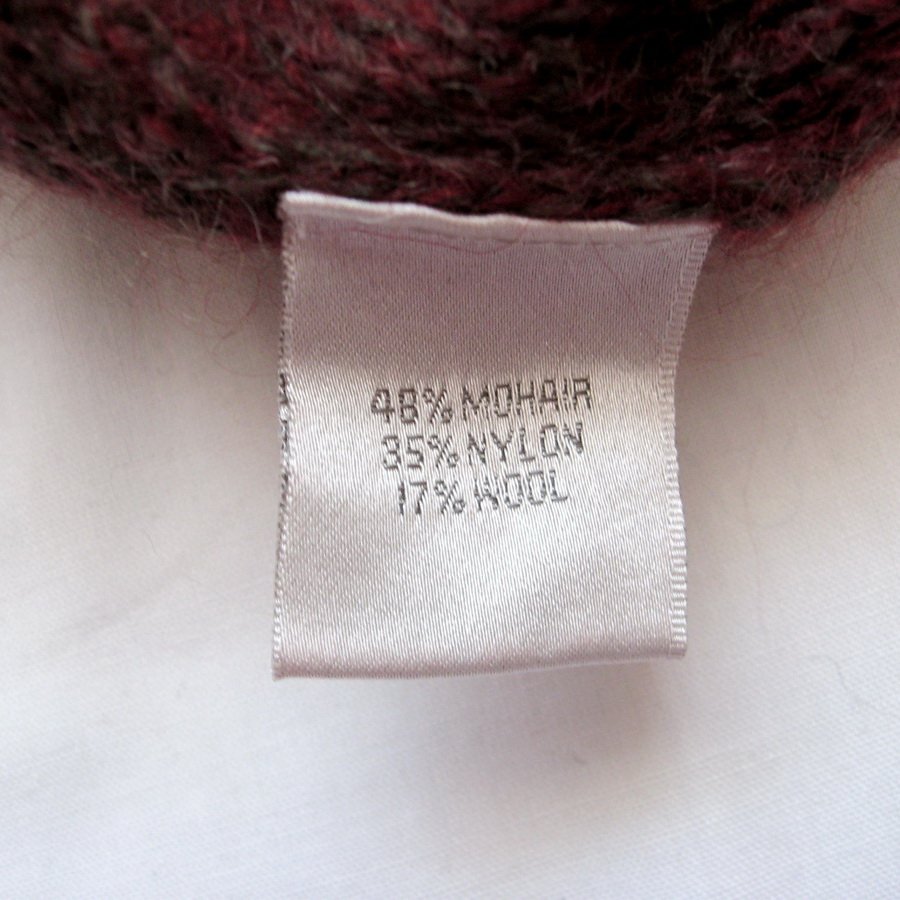 48% MOHAIR
35% NYLON
17% WOOL